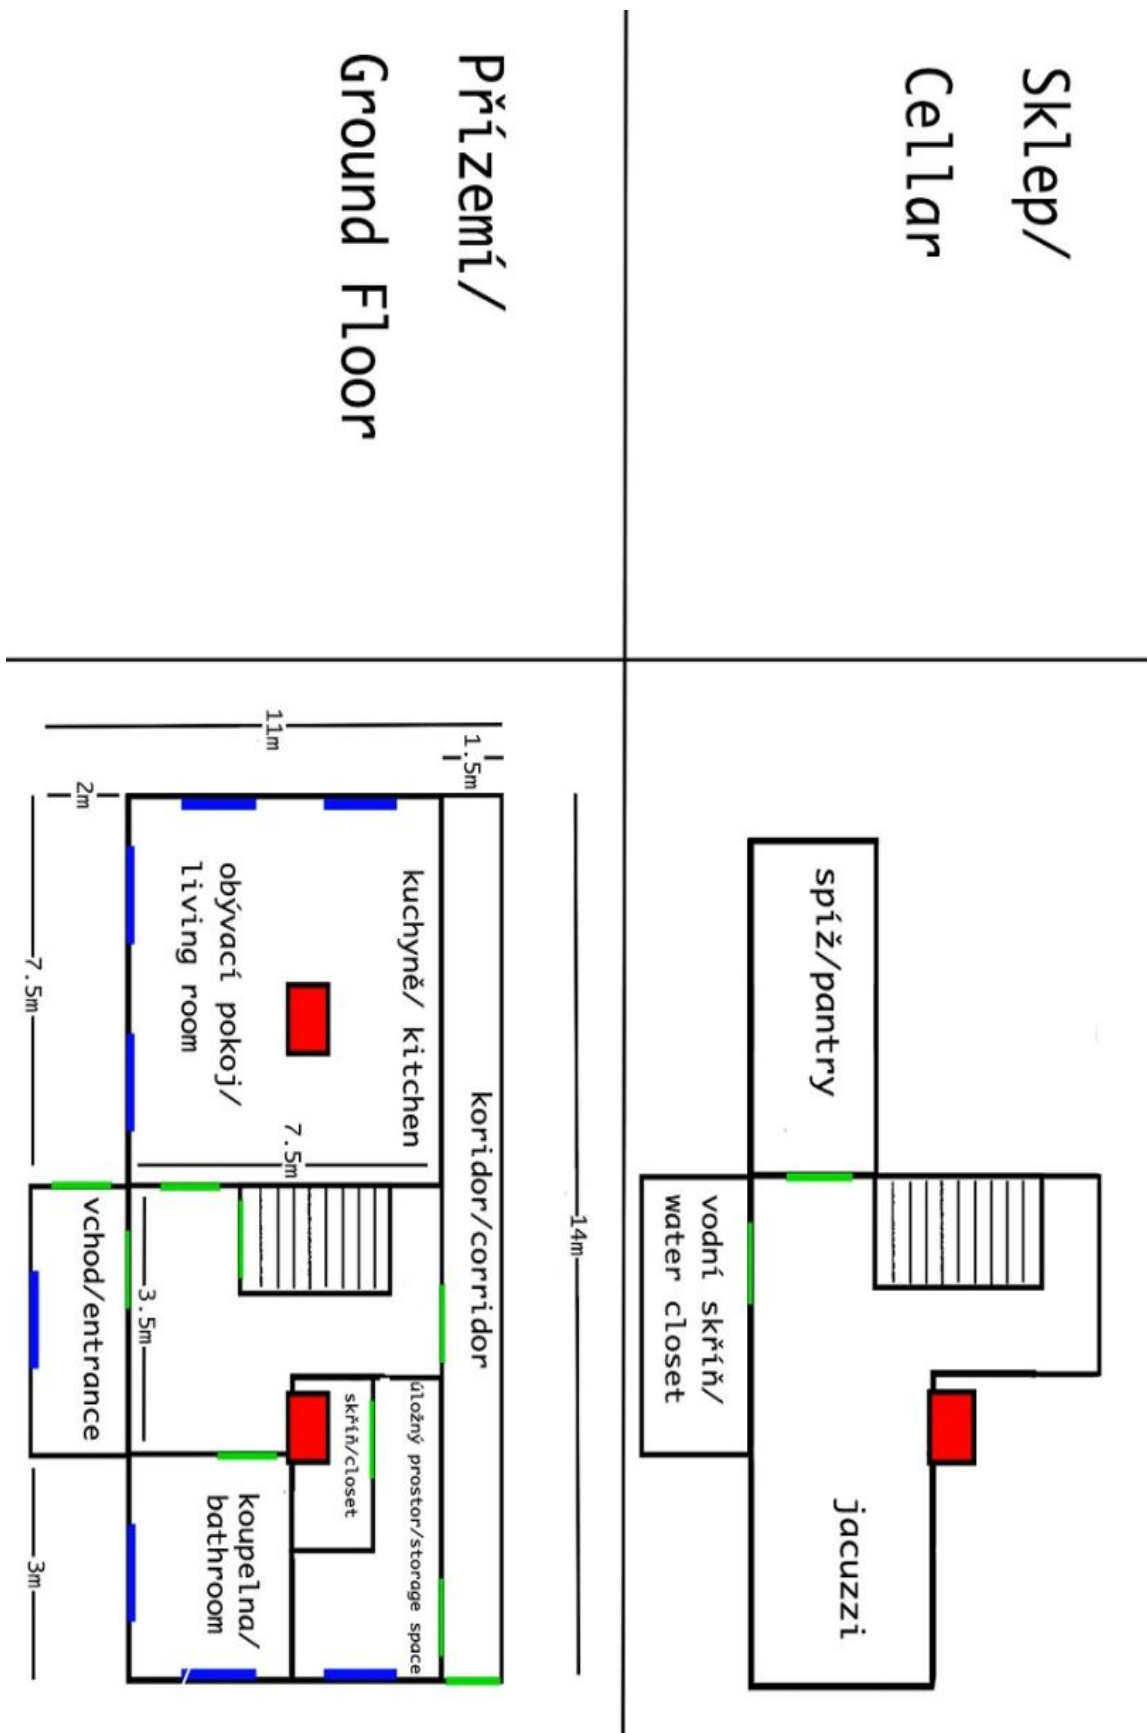 Sklep/
Cellar
spíž/pantry
vodní skříň/
water closet
jacuzzi
Přízemí/
Ground Floor
14m
1.5m
11m
2m
koridor/corridor
kuchyně/ kitchen
obývací pokoj/
living room
7.5m
7.5m
úložný prostor/storage space
skříň/closet
3.5m
vchod/entrance
koupelna/
bathroom
3m